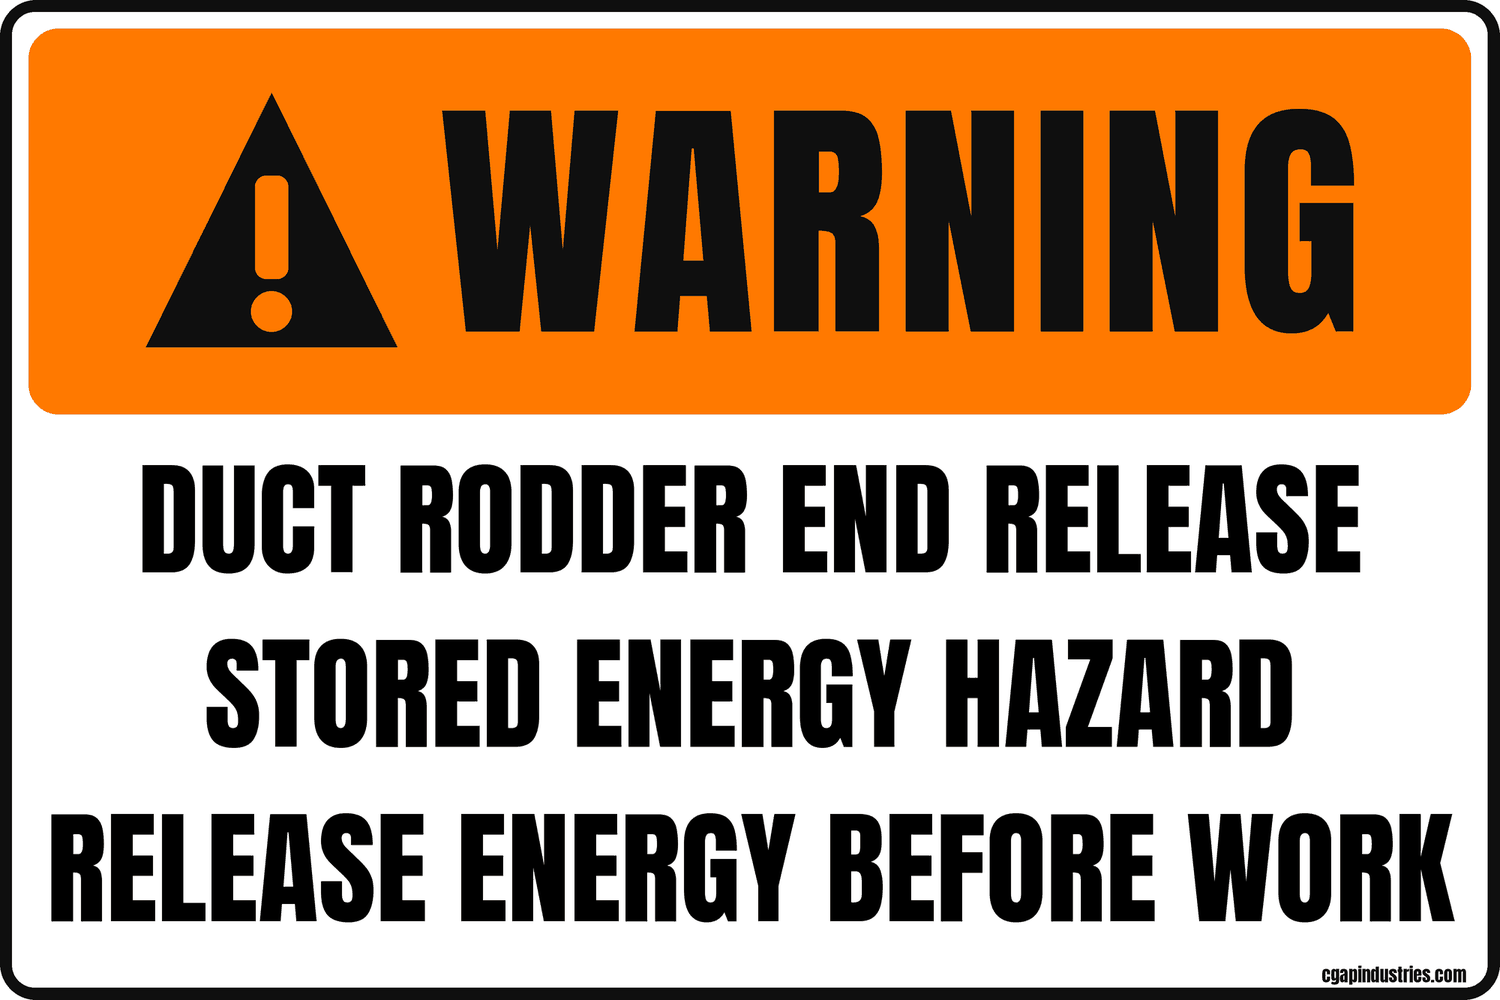 WARNING
DUCT RODDER END RELEASE
STORED ENERGY HAZARD
RELEASE ENERGY BEFORE WORK
cgapindustries.com